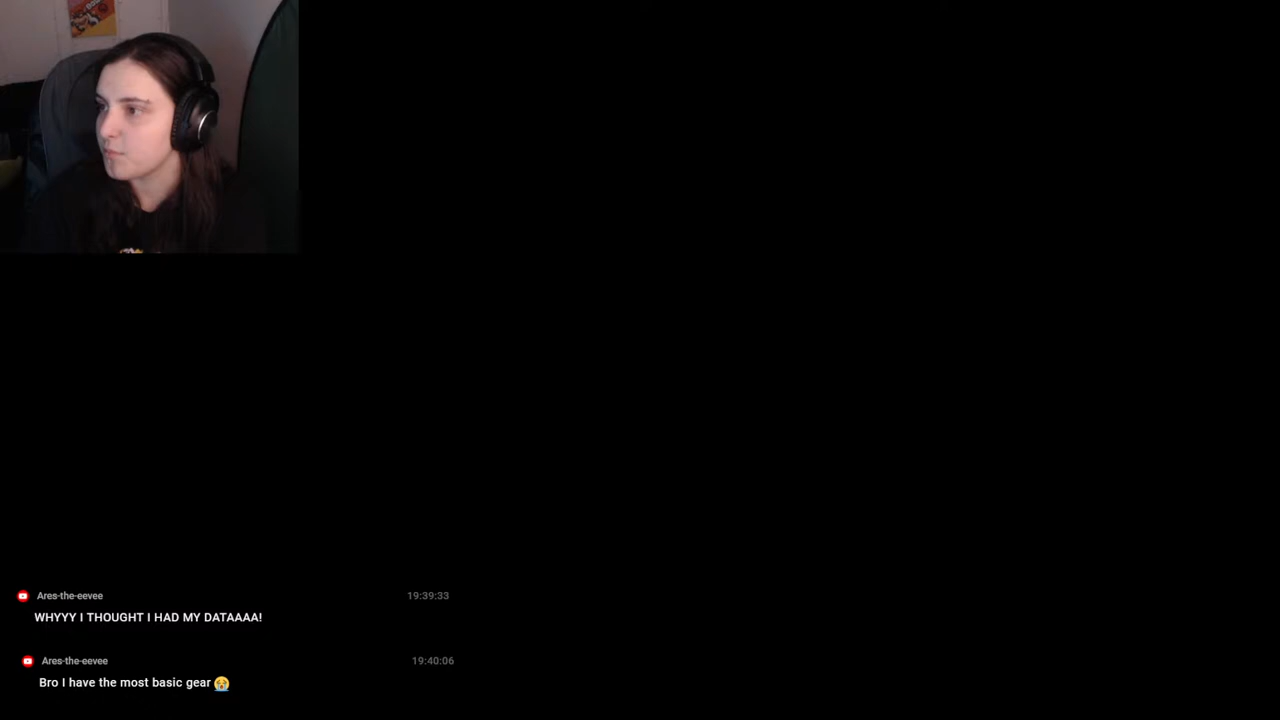 Ares-the-eevee 19:39:33
WHYYY I THOUGHT I HAD MY DATAAAA!
Ares-the-eevee 19:40:06
Bro I have the most basic gear 😭